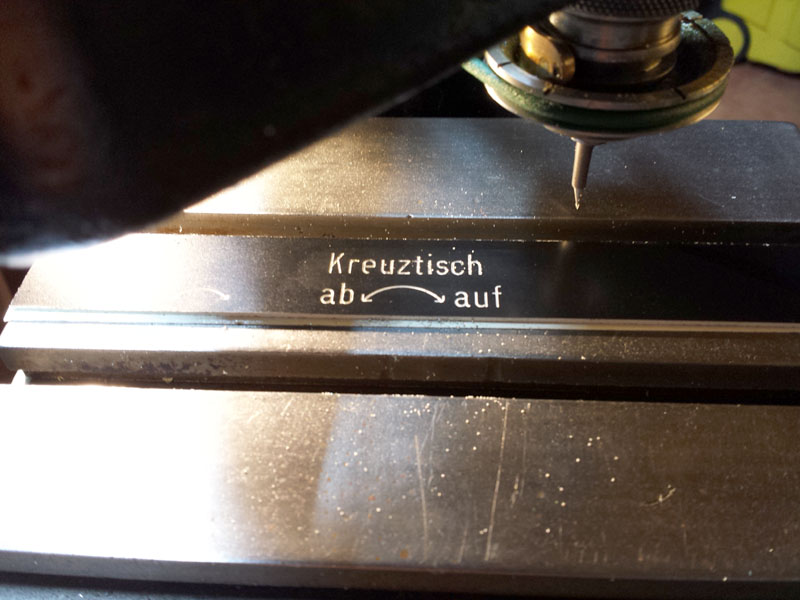 Kreuztisch
ab auf